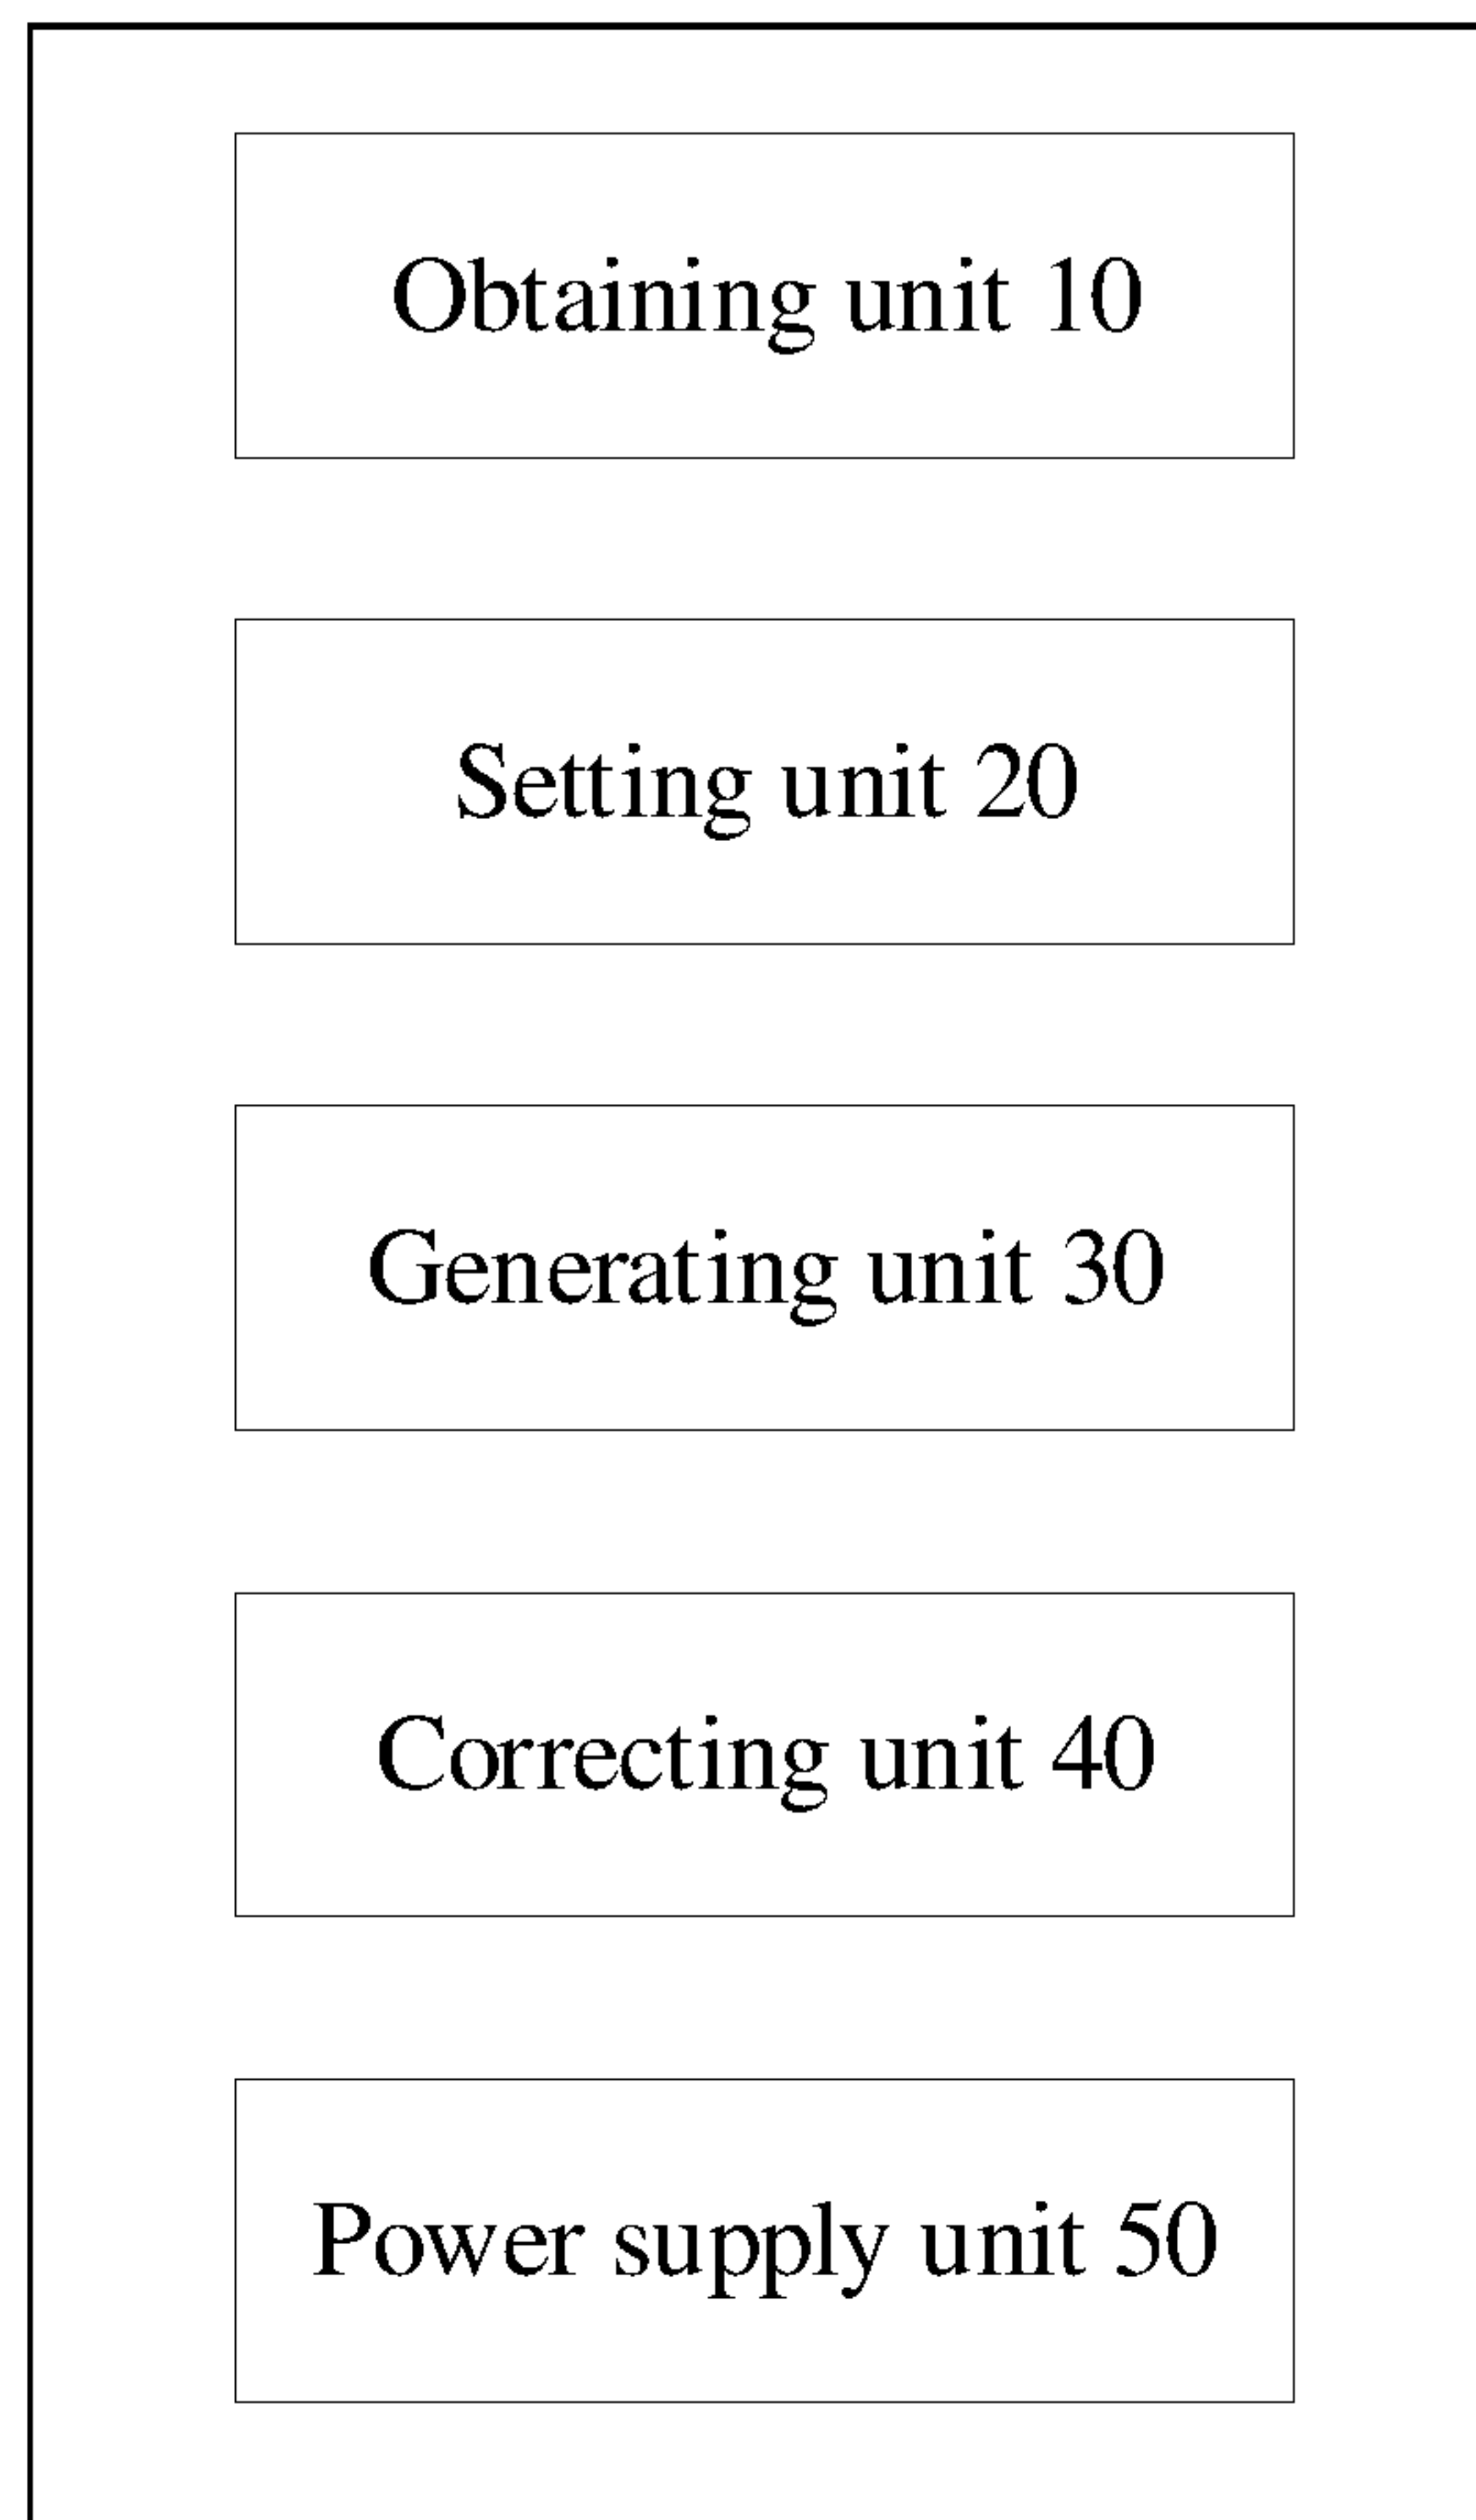 Obtaining unit 10
Setting unit 20
Generating unit 30
Correcting unit 40
Power supply unit 50